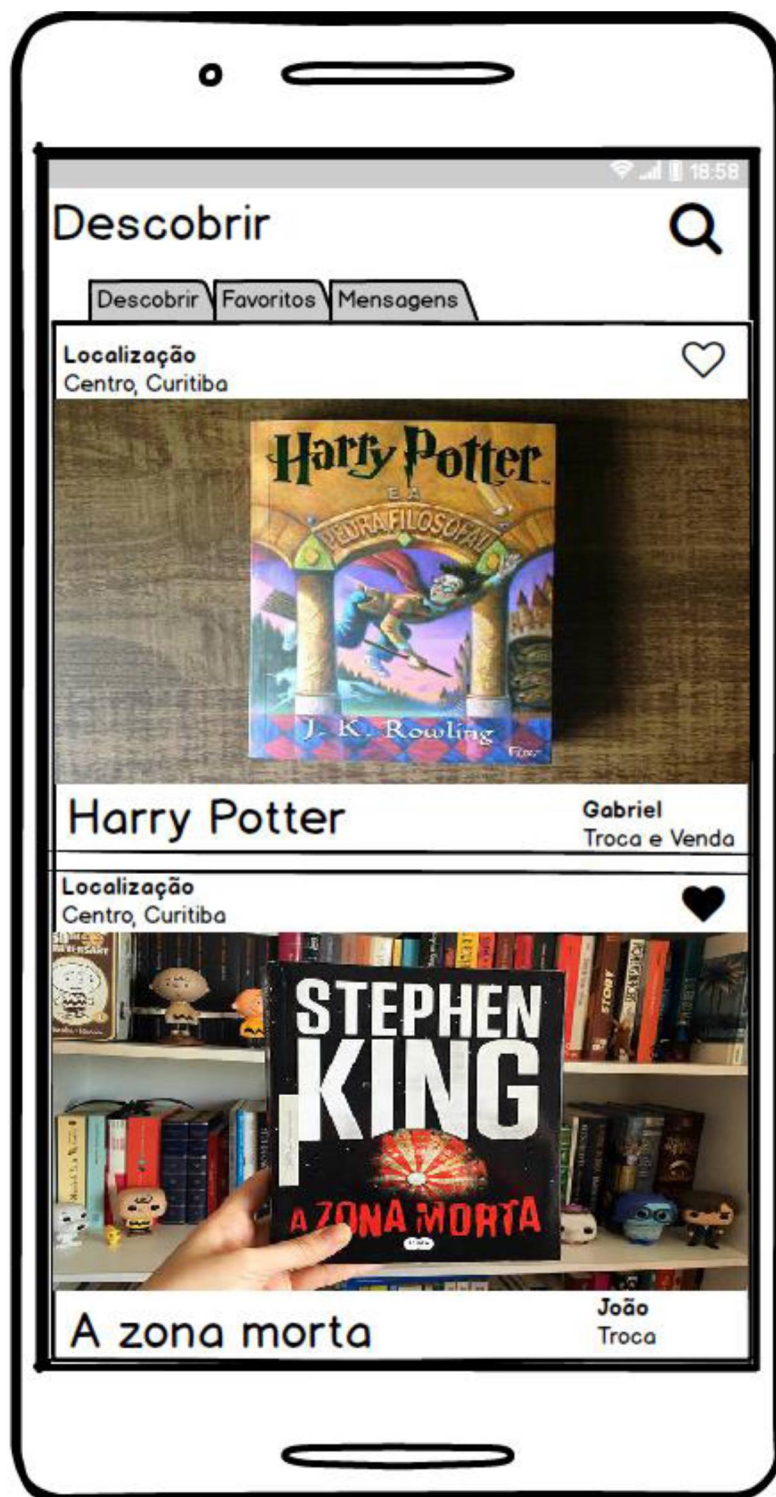 18:58
Descobrir
Descobrir Favoritos Mensagens
Localização
Centro, Curitiba
Harry Potter
E A
PEDRA FILOSOFAL
J. K. Rowling
Harry Potter
Gabriel
Troca e Venda
Localização
Centro, Curitiba
STORY
STEPHEN
KING
A ZONA MORTA
A zona morta
João
Troca